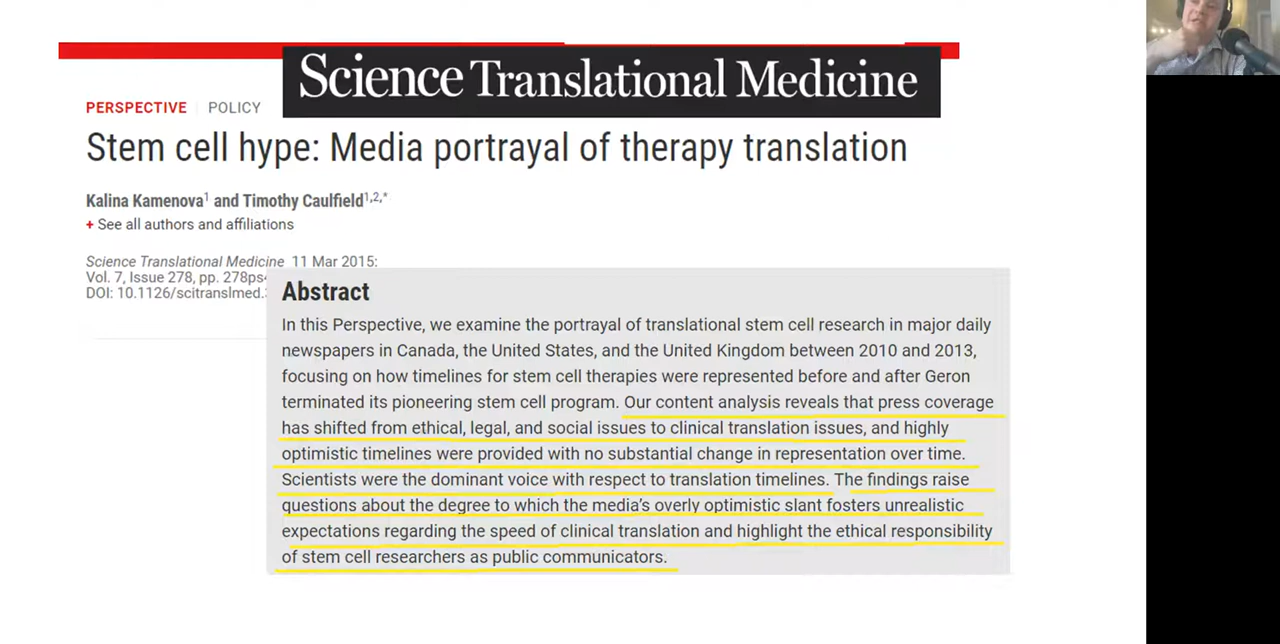 Science Translational Medicine
PERSPECTIVE | POLICY
Stem cell hype: Media portrayal of therapy translation
Kalina Kamenova1 and Timothy Caulfield1,2,*
+ See all authors and affiliations
Science Translational Medicine 11 Mar 2015:
Vol. 7, Issue 278, pp. 278ps4
DOI: 10.1126/scitranslmed.
Abstract
In this Perspective, we examine the portrayal of translational stem cell research in major daily
newspapers in Canada, the United States, and the United Kingdom between 2010 and 2013,
focusing on how timelines for stem cell therapies were represented before and after Geron
terminated its pioneering stem cell program. Our content analysis reveals that press coverage
has shifted from ethical, legal, and social issues to clinical translation issues, and highly
optimistic timelines were provided with no substantial change in representation over time.
Scientists were the dominant voice with respect to translation timelines. The findings raise
questions about the degree to which the media's overly optimistic slant fosters unrealistic
expectations regarding the speed of clinical translation and highlight the ethical responsibility
of stem cell researchers as public communicators.